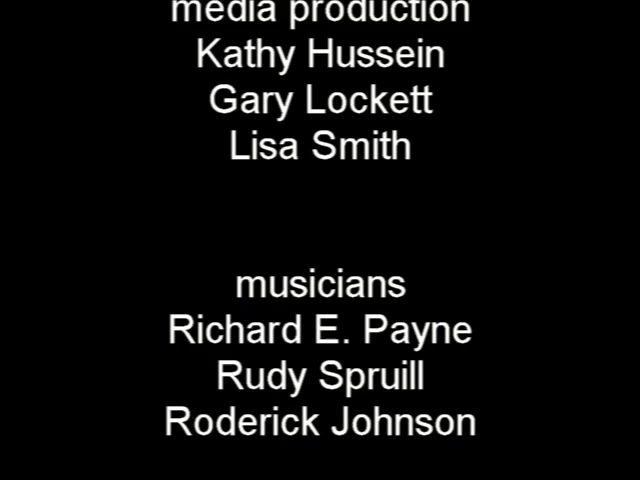 media production
Kathy Hussein
Gary Lockett
Lisa Smith
musicians
Richard E. Payne
Rudy Spruill
Roderick Johnson